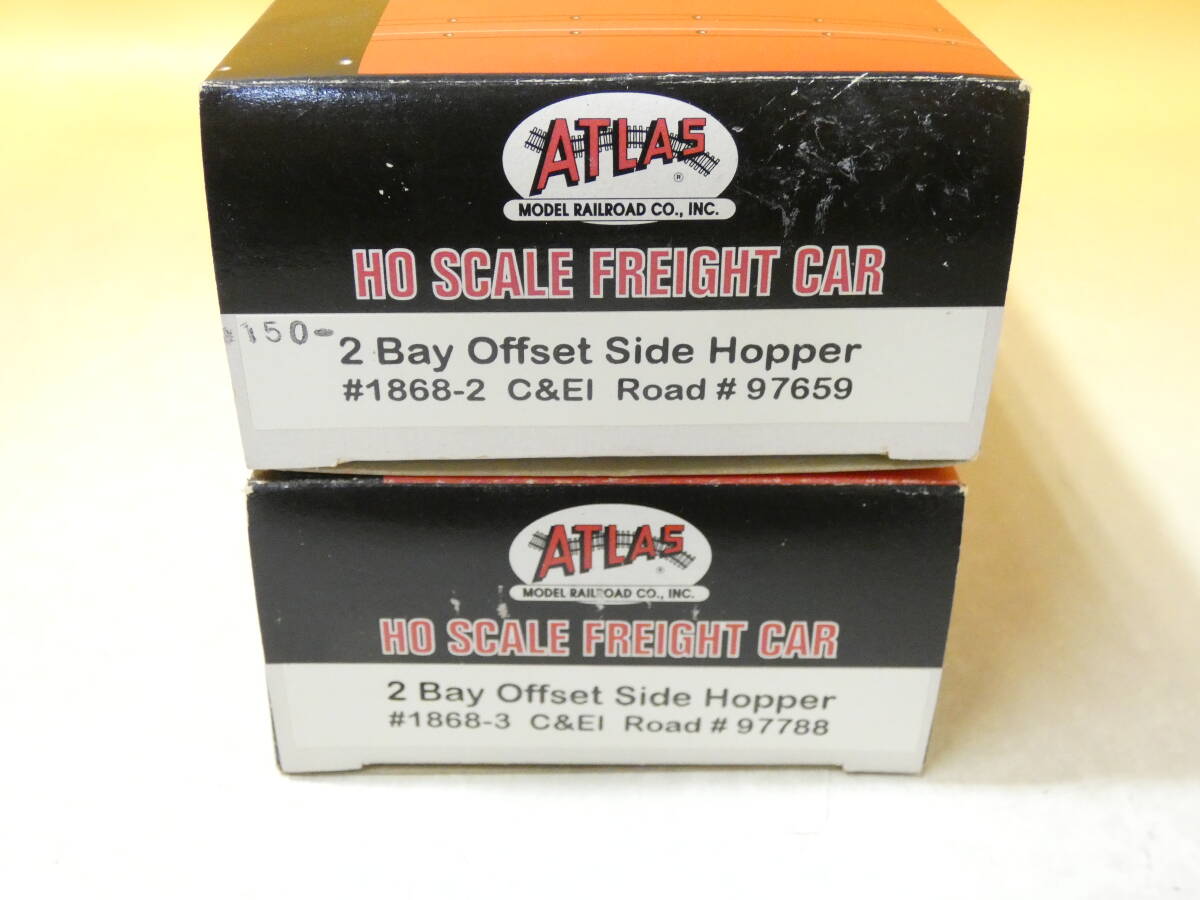 ATLAS
®
MODEL RAILROAD CO., INC.
HO SCALE FREIGHT CAR
150-
2 Bay Offset Side Hopper
#1868-2 C&EI Road # 97659
ATLAS
®
MODEL RAILROAD CO., INC.
HO SCALE FREIGHT CAR
2 Bay Offset Side Hopper
#1868-3 C&EI Road # 97788